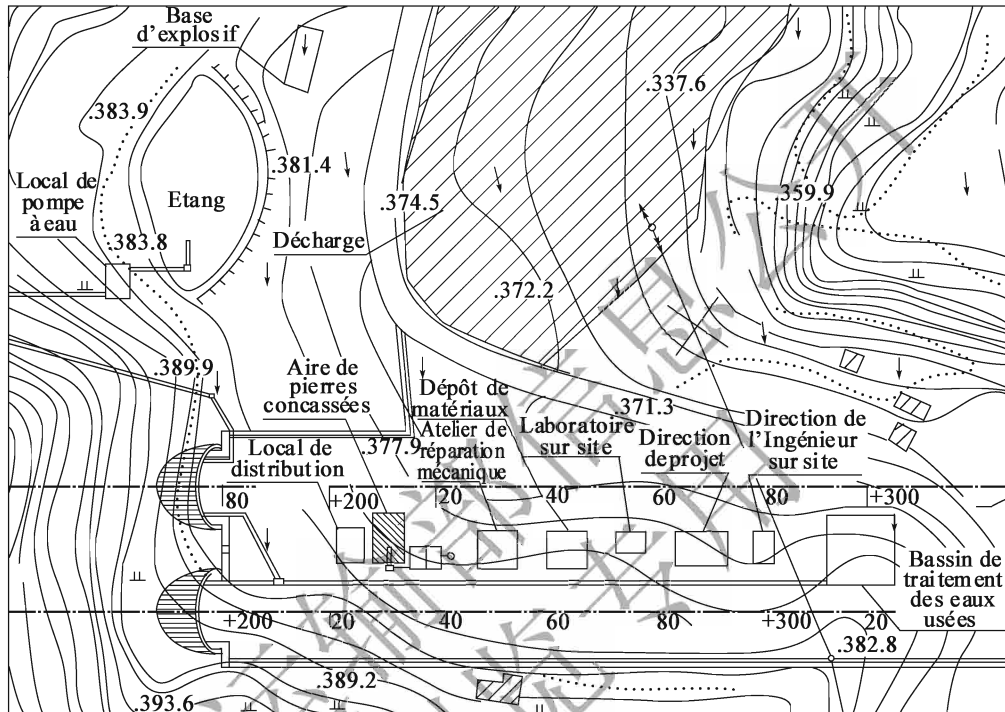 Base
d'explosif
.383.9
.337.6
Local de
pompe
à eau
.381.4
Etang
.374.5
359.9
.383.8
Décharge
.372.2
.389.9
Aire de
pierres
concassées
Dépôt de
matériaux
Atelier de
réparation
mécanique
.371.3
Laboratoire
sur site
Direction
de projet
Direction de
l'Ingénieur
sur site
.377.9
Local de
distribution
80
+200
20
40
60
80
+300
Bassin de
traitement
des eaux
usées
+200
20
40
60
80
+300
20
.382.8
.389.2
.393.6
信息公开